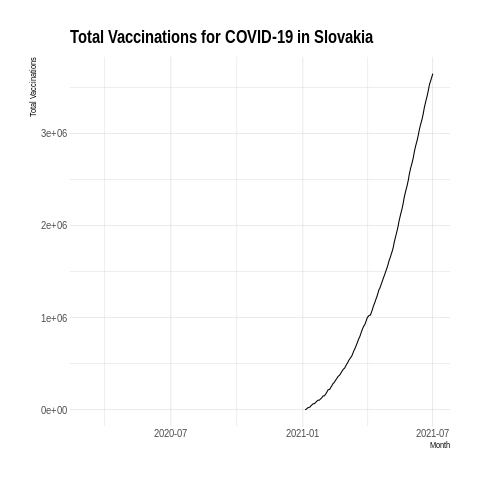 Total Vaccinations for COVID-19 in Slovakia
Total Vaccinations
3e+06
2e+06
1e+06
0e+00
2020-07 2021-01 2021-07
Month